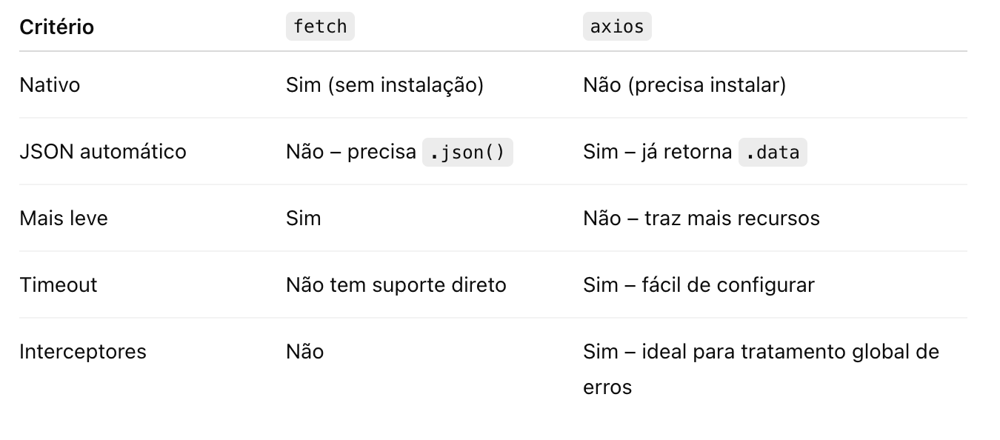 Critério fetch axios
Nativo Sim (sem instalação) Não (precisa instalar)
JSON automático Não – precisa .json() Sim – já retorna .data
Mais leve Sim Não – traz mais recursos
Timeout Não tem suporte direto Sim – fácil de configurar
Interceptores Não Sim – ideal para tratamento global de
erros